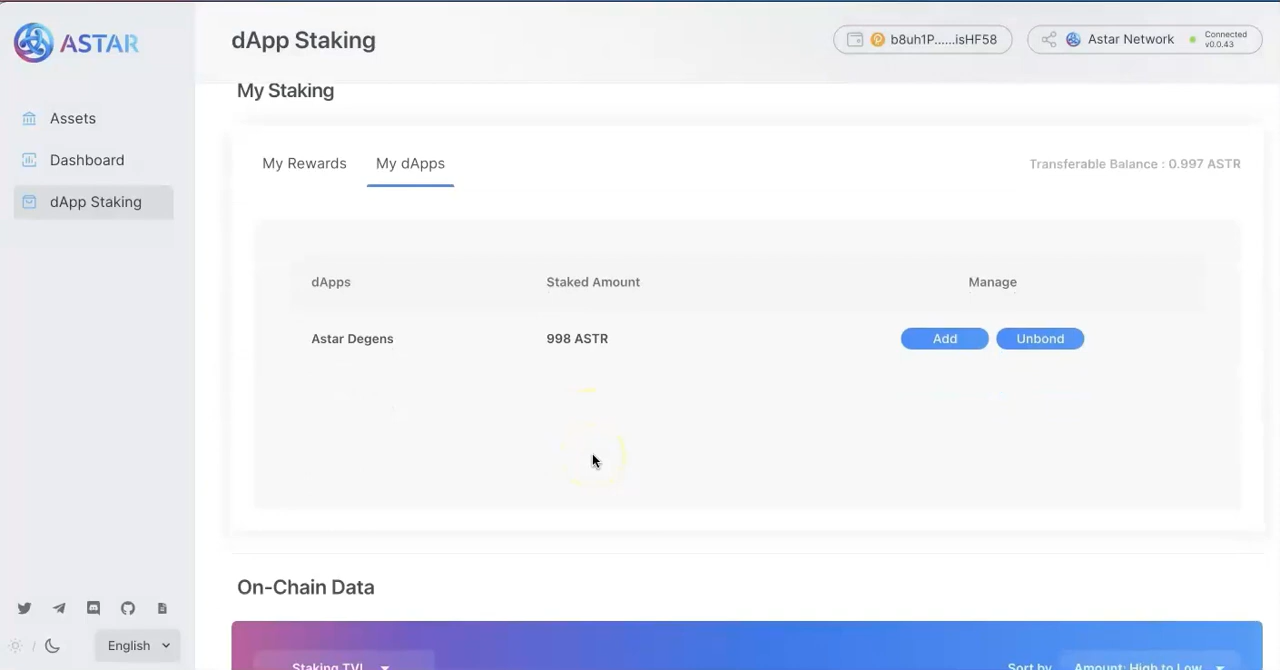 ASTAR
dApp Staking
b8uh1P......isHF58
Astar Network
Connected
v0.0.43
Assets
Dashboard
dApp Staking
My Staking
My Rewards
My dApps
Transferable Balance : 0.997 ASTR
dApps
Staked Amount
Manage
Astar Degens
998 ASTR
Add
Unbond
On-Chain Data
Staking TVL
Sort by
Amount: High to Low
English